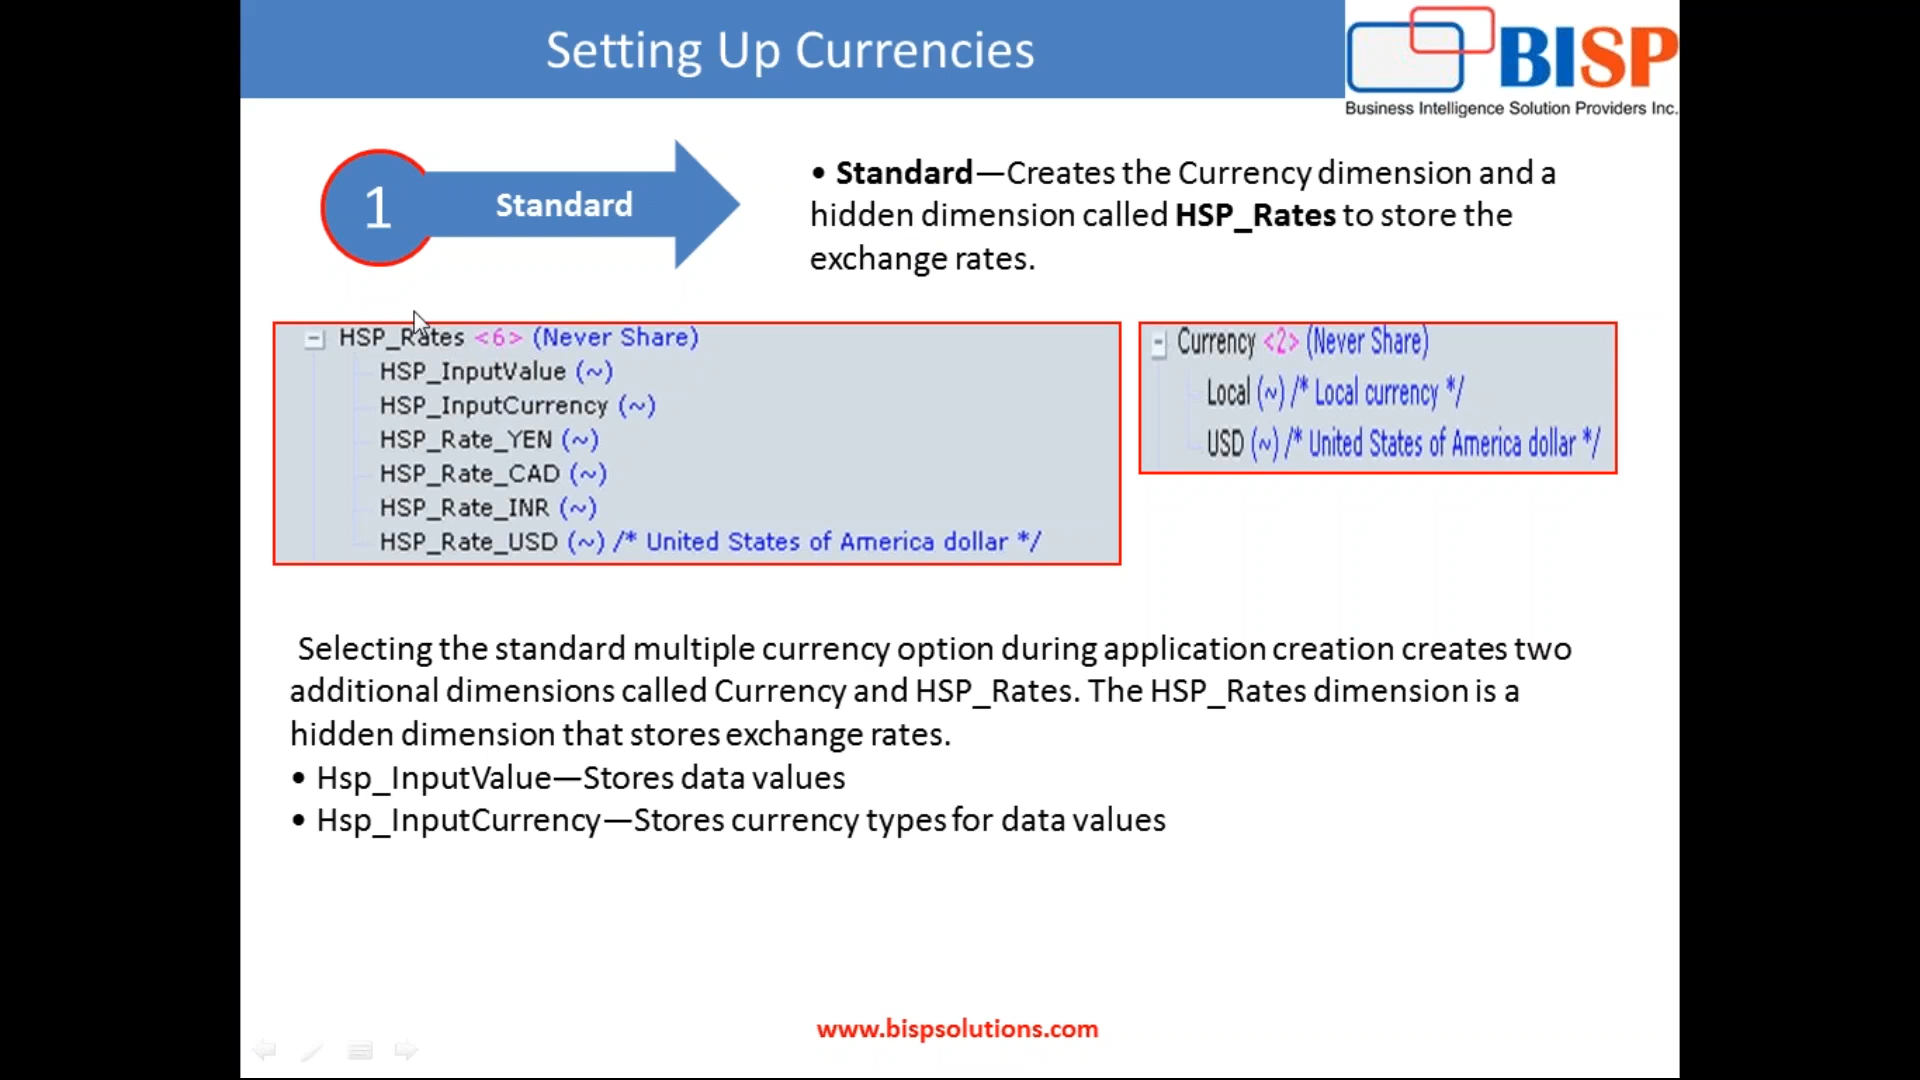 Setting Up Currencies
BISP
Business Intelligence Solution Providers Inc.
1
Standard
• Standard—Creates the Currency dimension and a
hidden dimension called HSP_Rates to store the
exchange rates.
HSP_Rates <6> (Never Share)
HSP_InputValue (~)
HSP_InputCurrency (~)
HSP_Rate_YEN (~)
HSP_Rate_CAD (~)
HSP_Rate_INR (~)
HSP_Rate_USD (~) /* United States of America dollar */
Currency <2> (Never Share)
Local (~) /* Local currency */
USD (~) /* United States of America dollar */
Selecting the standard multiple currency option during application creation creates two
additional dimensions called Currency and HSP_Rates. The HSP_Rates dimension is a
hidden dimension that stores exchange rates.
• Hsp_InputValue—Stores data values
• Hsp_InputCurrency—Stores currency types for data values
www.bispsolutions.com